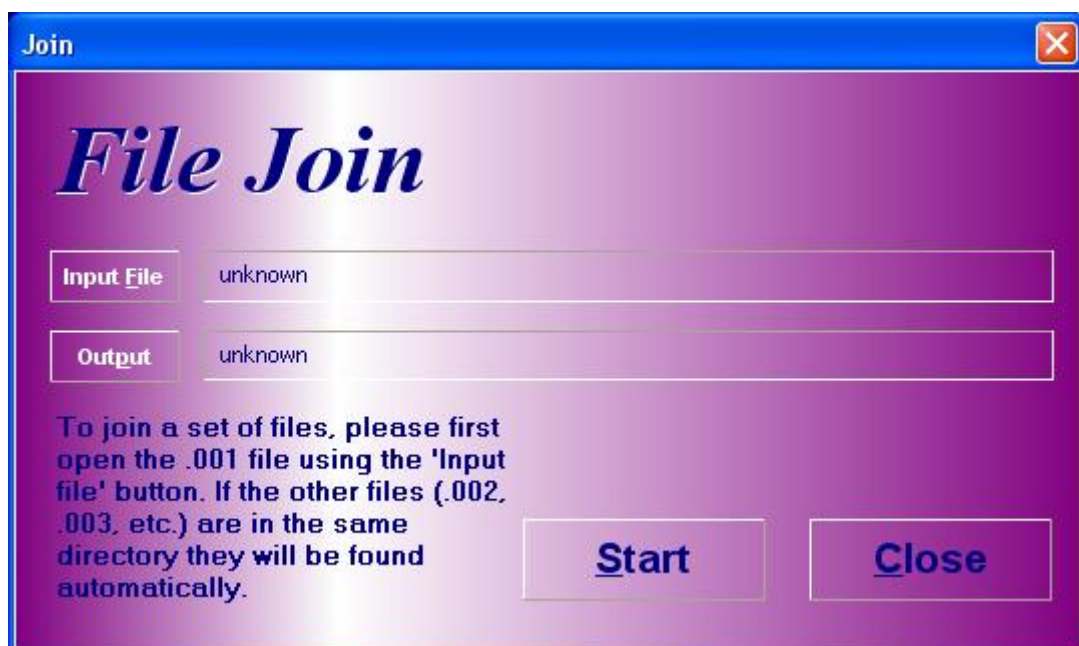 Join
File Join
Input File
unknown
Output
unknown
To join a set of files, please first
open the .001 file using the 'Input
file' button. If the other files (.002,
.003, etc.) are in the same
directory they will be found
automatically.
Start
Close